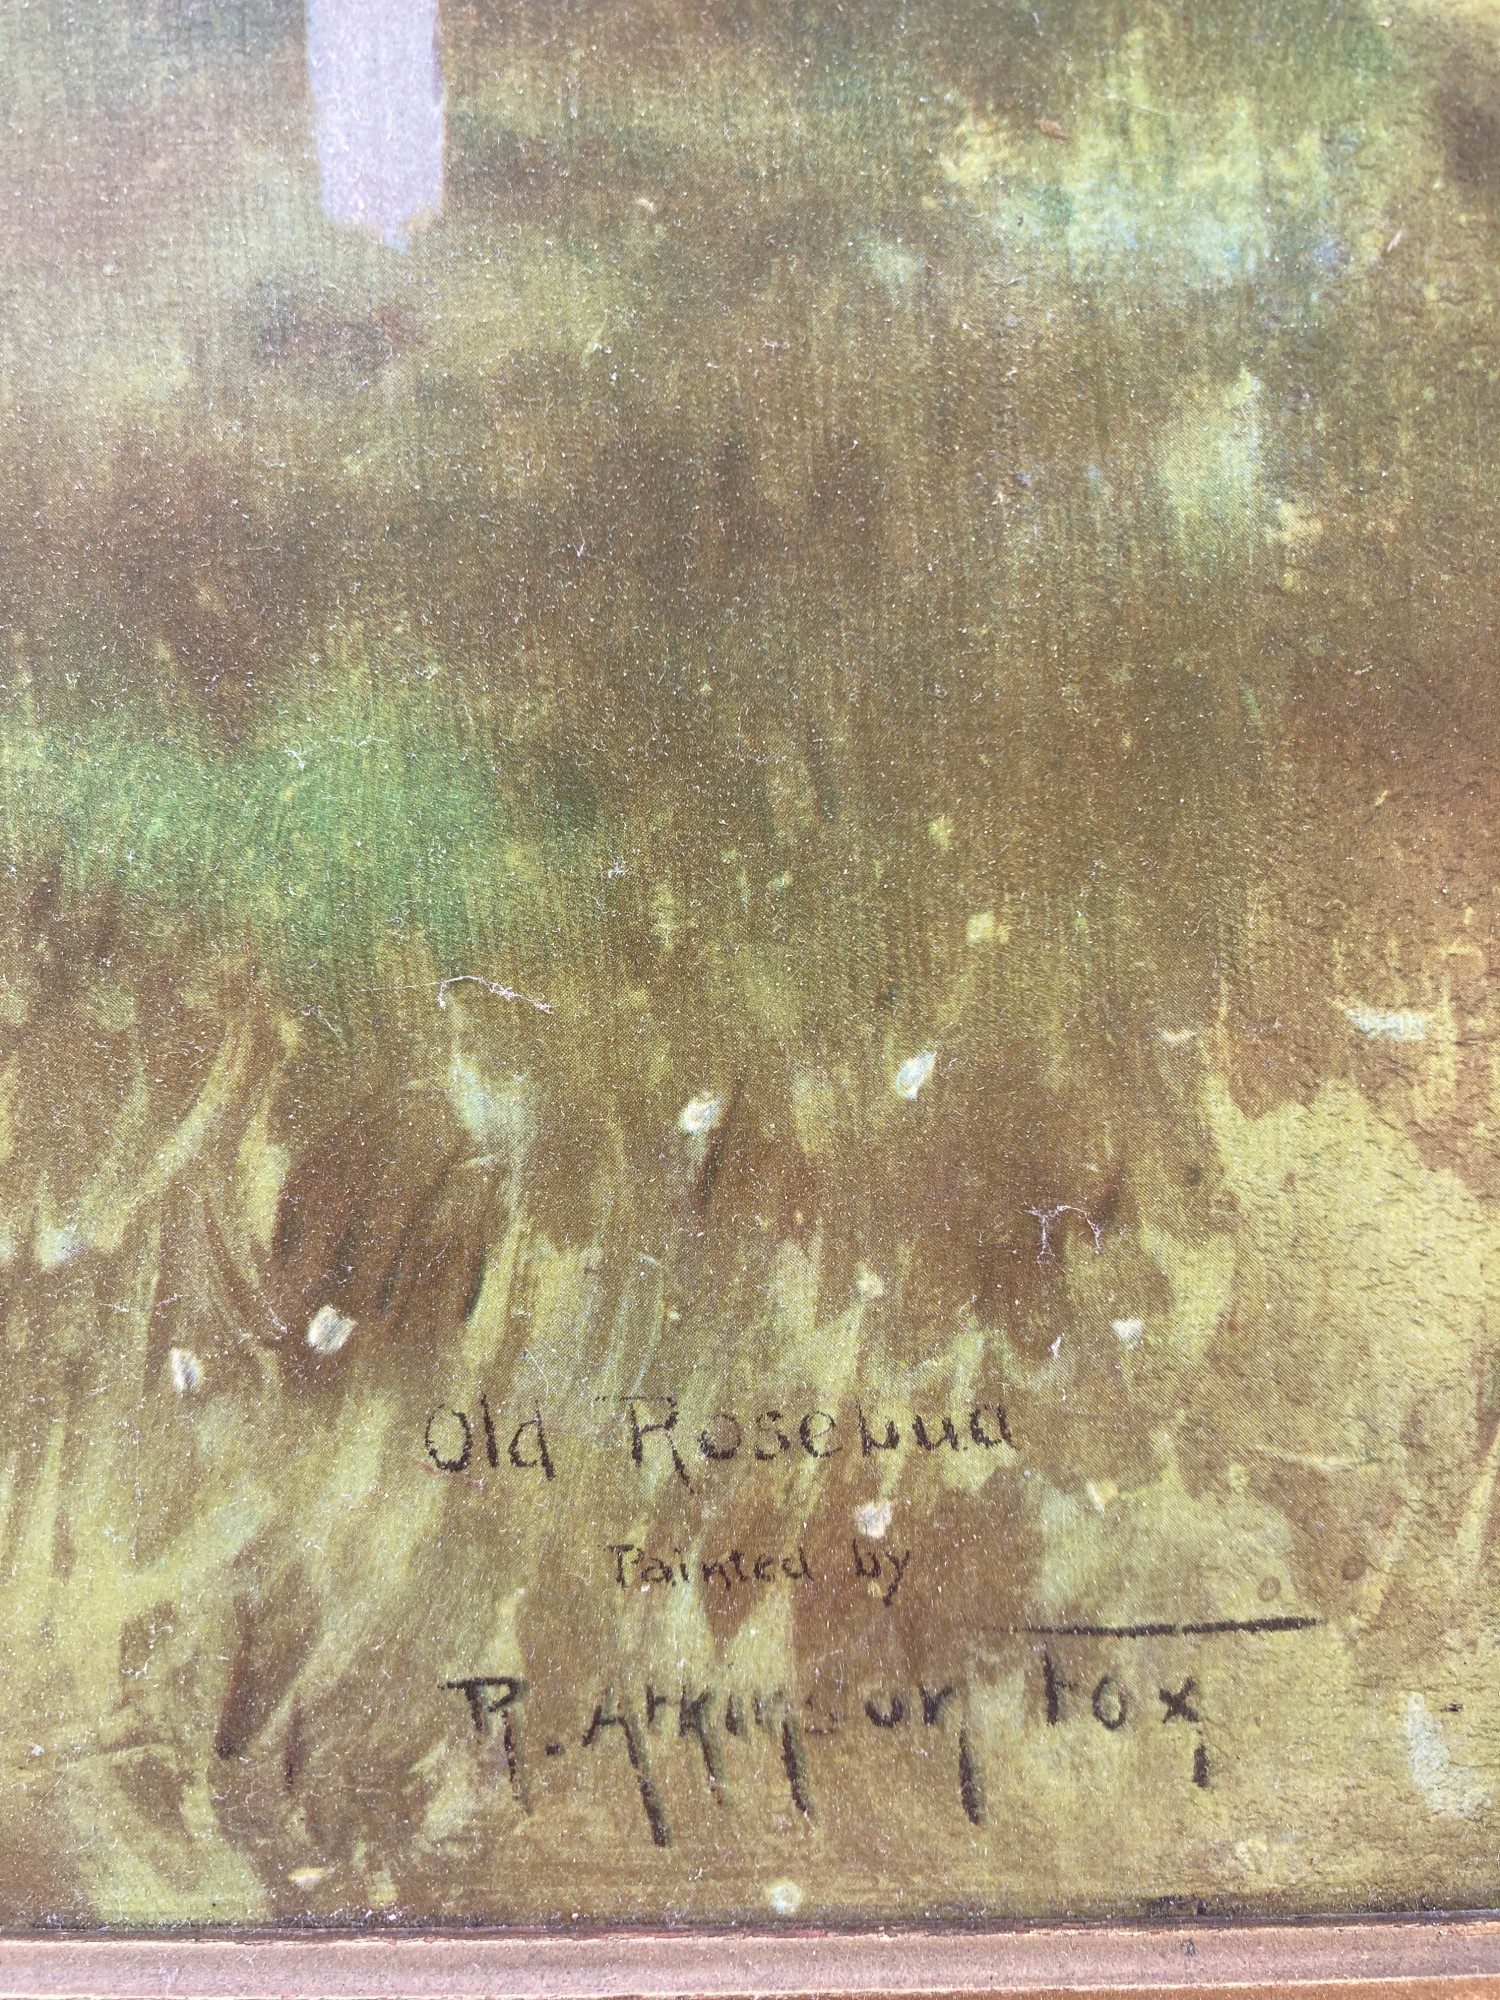 Old Rosebud
Painted by
R. Atkinson Fox